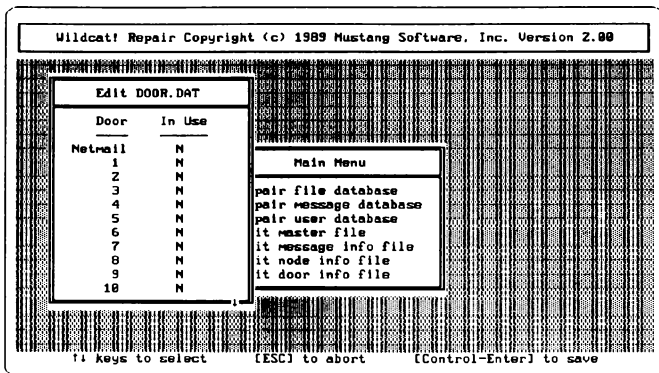 Wildcat! Repair Copyright (c) 1989 Mustang Software, Inc. Version 2.00
Edit DOOR.DAT
Door In Use
Netmail N
1 N
2 N
3 N
4 N
5 N
6 N
7 N
8 N
9 N
10 N
↓
Main Menu
pair file database
pair message database
pair user database
it master file
it message info file
it node info file
it door info file
↑↓ keys to select [ESC] to abort [Control-Enter] to save